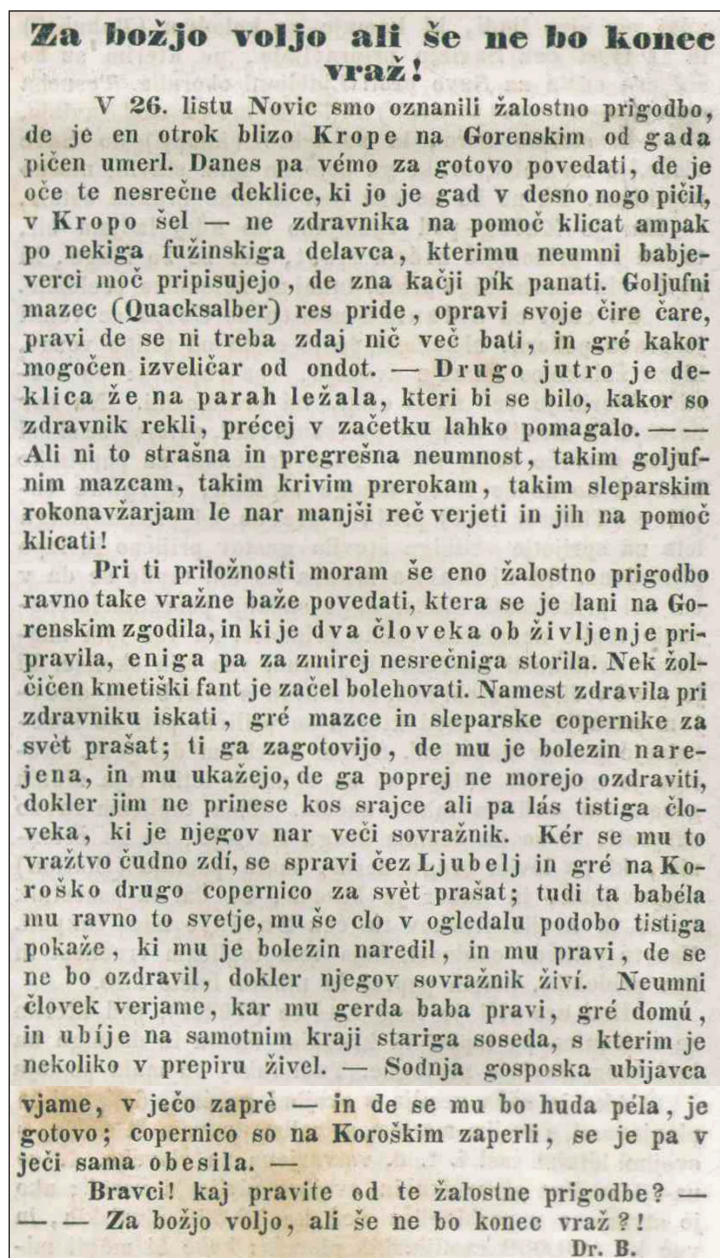 Za božjo voljo ali še ne bo konec
vraž!
V 26. listu Novic smo oznanili žalostno prigodbo,
de je en otrok blizo Krope na Gorenskim od gada
pičen umerl. Danes pa vémo za gotovo povedati, de je
oče te nesrečne deklice, ki jo je gad v desno nogo pičil,
v Kropo šel — ne zdravnika na pomoč klicat ampak
po nekiga fužinskiga delavca, kterimu neumni babje-
verci moč pripisujejo, de zna kačji pík panati. Goljufni
mazec (Quacksalber) res pride, opravi svoje čire čare,
pravi de se ni treba zdaj nič več bati, in gré kakor
mogočen izveličar od ondot. — Drugo jutro je de-
klica že na parah ležala, kteri bi se bilo, kakor so
zdravnik rekli, précej v začetku lahko pomagalo. — —
Ali ni to strašna in pregrešna neumnost, takim goljuf-
nim mazcam, takim krivim prerokam, takim sleparskim
rokonavžarjam le nar manjši reč verjeti in jih na pomoč
klícati!
Pri ti priložnosti moram še eno žalostno prigodbo
ravno take vražne baže povedati, ktera se je lani na Go-
renskim zgodila, in ki je dva človeka ob življenje pri-
pravila, eniga pa za zmirej nesrečniga storila. Nek žol-
čičen kmetiški fant je začel bolehovati. Namest zdravila pri
zdravniku iskati, gré mazce in sleparske copernike za
svèt prašat; ti ga zagotovijo, de mu je bolezin nare-
jena, in mu ukažejo, de ga poprej ne morejo ozdraviti,
dokler jim ne prinese kos srajce ali pa lás tistiga člo-
veka, ki je njegov nar veči sovražnik. Kér se mu to
vražtvo čudno zdí, se spravi čez Ljubelj in gré na Ko-
roško drugo copernico za svèt prašat; tudi ta babéla
mu ravno to svetje, mu še clo v ogledalu podobo tistiga
pokaže, ki mu je bolezin naredil, in mu pravi, de se
ne bo ozdravil, dokler njegov sovražnik živí. Neumni
človek verjame, kar mu gerda baba pravi, gré domú,
in ubíje na samotnim kraji stariga soseda, s kterim je
nekoliko v prepiru živel. — Sodnja gosposka ubijavca
vjame, v ječo zaprè — in de se mu bo huda péla, je
gotovo; copernico so na Koroškim zaperli, se je pa v
ječi sama obesila. —
Bravci! kaj pravite od te žalostne prigodbe? —
— — Za božjo voljo, ali še ne bo konec vraž?!
Dr. B.